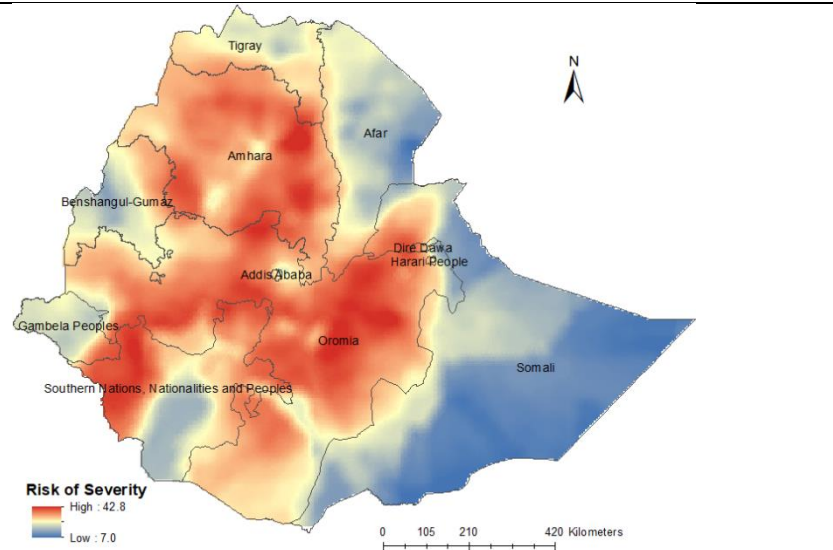 Tigray
N
Afar
Amhara
Benshangul-Gumaz
Dire Dawa
Harari People
Addis Ababa
Gambela Peoples
Oromia
Somali
Southern Nations, Nationalities and Peoples
Risk of Severity
High : 42.8
Low : 7.0
0 105 210 420 Kilometers